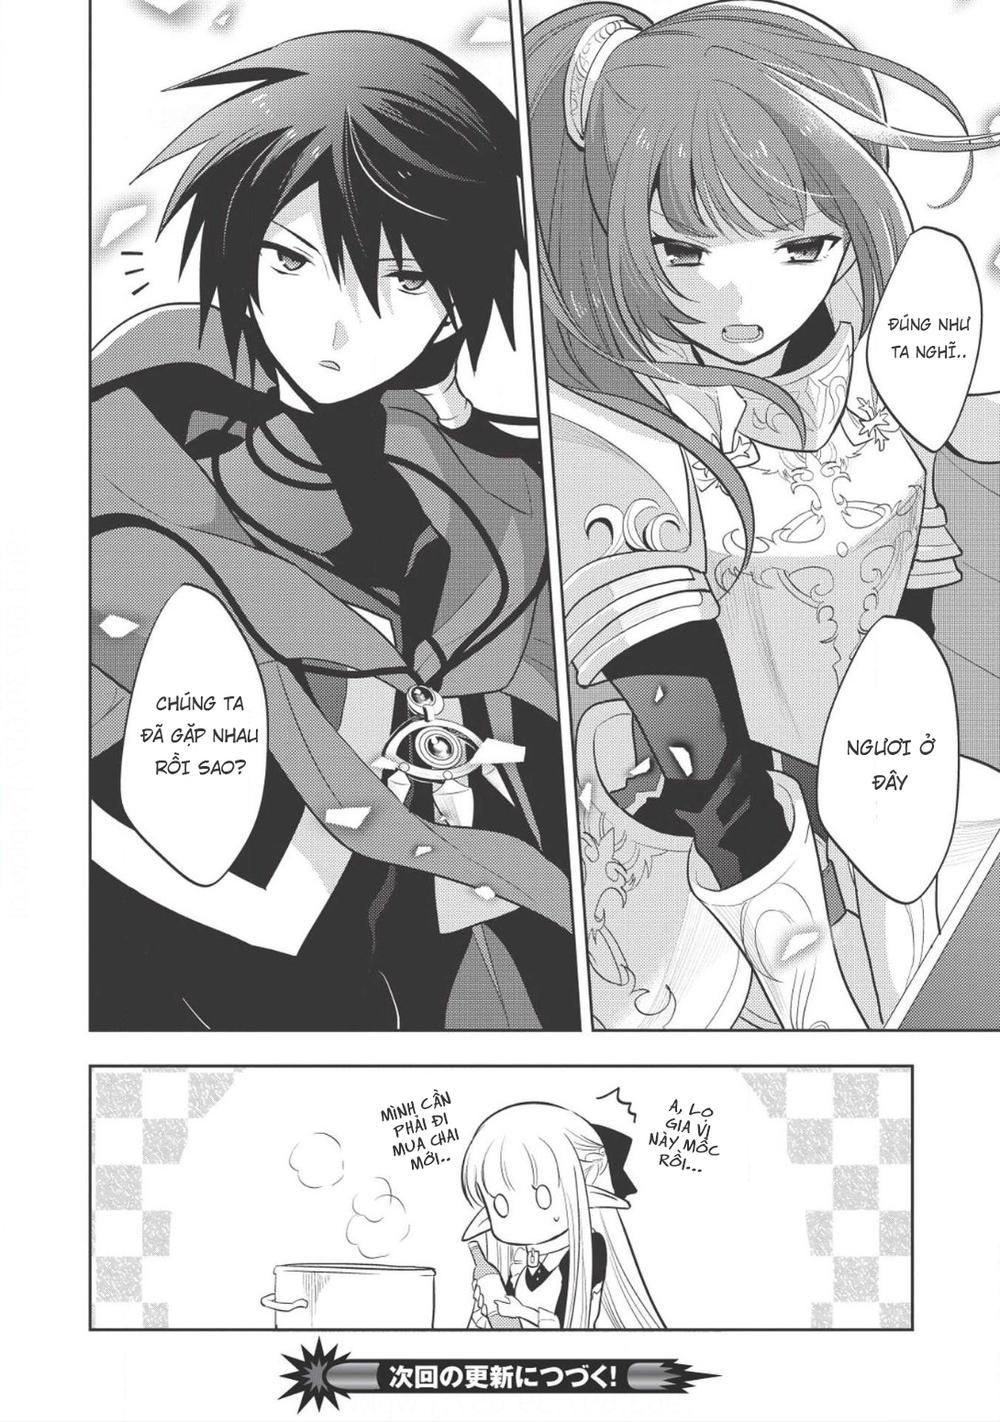 ĐÚNG NHƯ
TA NGHĨ..
NGƯƠI Ở
ĐÂY
CHÚNG TA
ĐÃ GẶP NHAU
RỒI SAO?
A, LỌ
GIA VỊ
NÀY MỐC
RỒI...
MÌNH CẦN
PHẢI ĐI
MUA CHAI
MỚI..
次回の更新につづく!